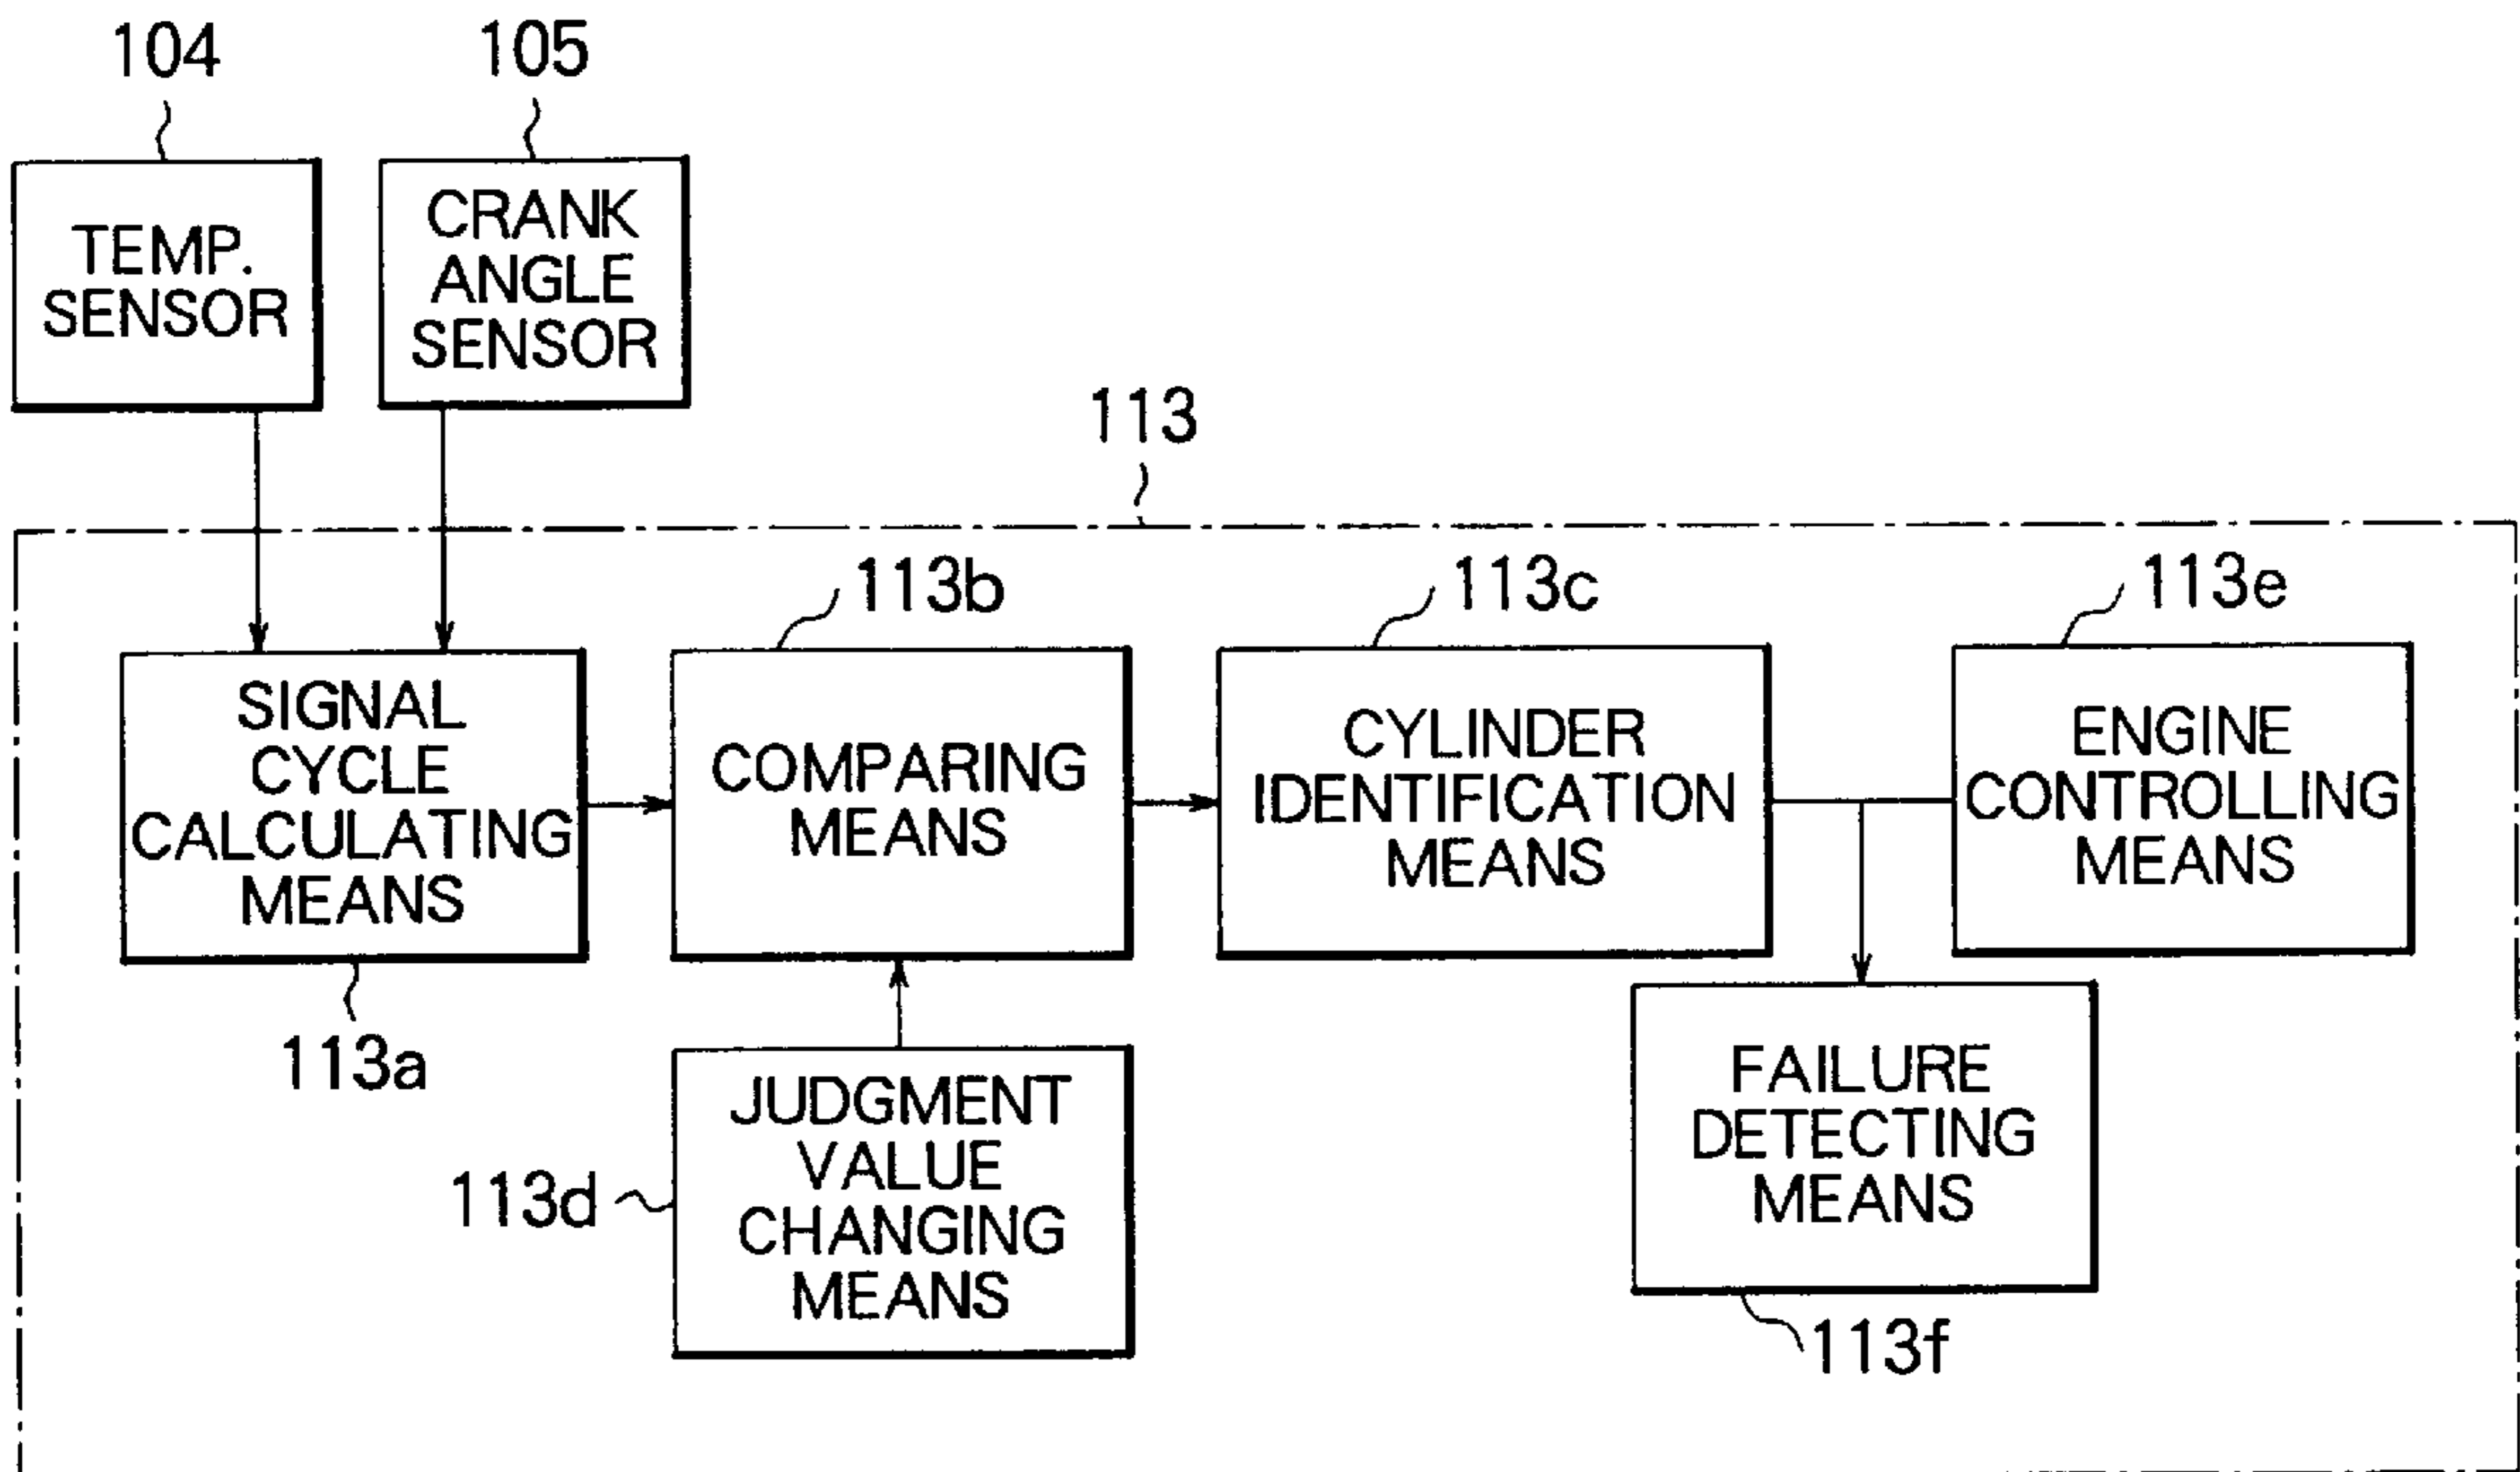 104
105
TEMP.
SENSOR
CRANK
ANGLE
SENSOR
113
113b
113c
113e
SIGNAL
CYCLE
CALCULATING
MEANS
COMPARING
MEANS
CYLINDER
IDENTIFICATION
MEANS
ENGINE
CONTROLLING
MEANS
113a
113d
JUDGMENT
VALUE
CHANGING
MEANS
FAILURE
DETECTING
MEANS
113f